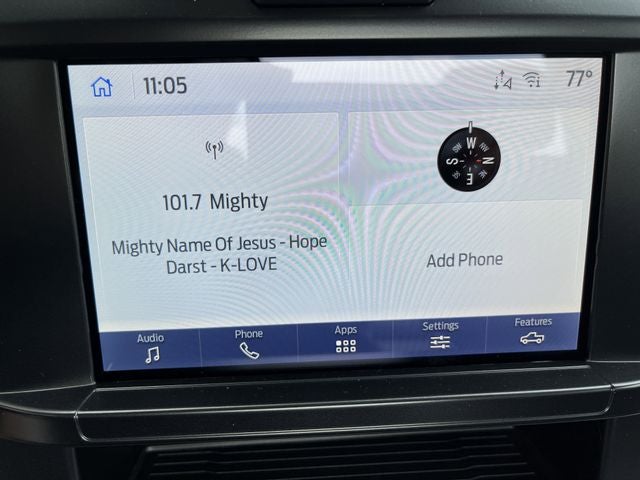 11:05
77°
101.7 Mighty
Mighty Name Of Jesus - Hope
Darst - K-LOVE
W
S N
E
Add Phone
Audio
Phone
Apps
Settings
Features